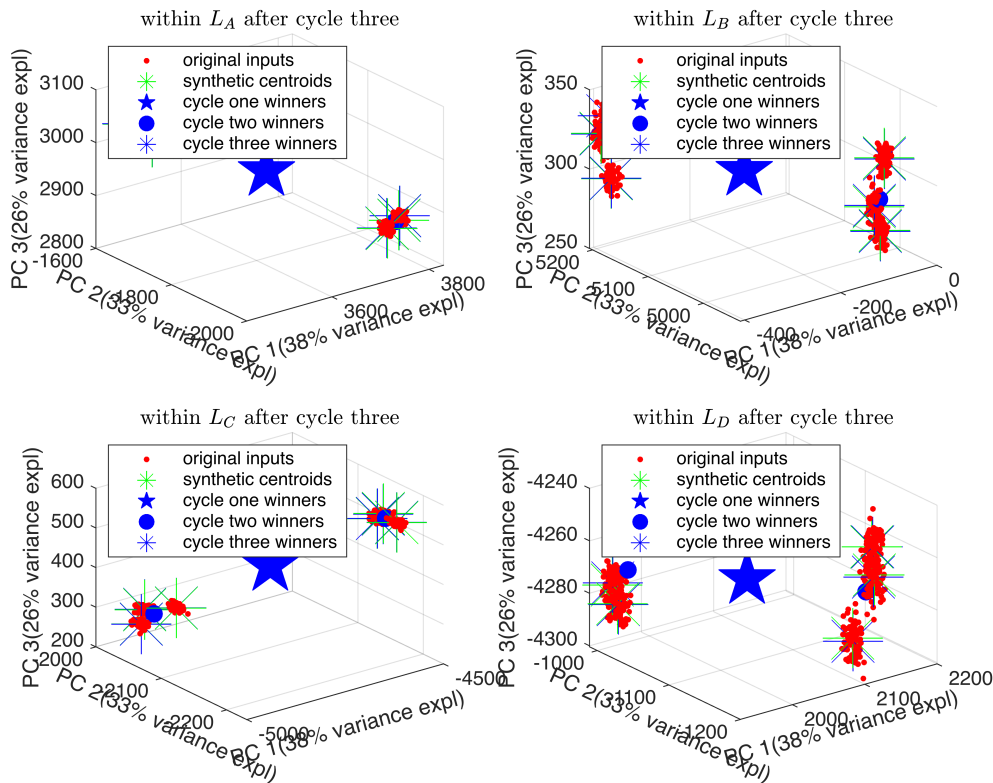 within L_A after cycle three
original inputs
synthetic centroids
cycle one winners
cycle two winners
cycle three winners
3100
3000
2900
2800
PC 3(26% variance expl)
-1600
-1800
-2000
PC 2(33% variance expl)
3600
3800
PC 1(38% variance expl)
within L_B after cycle three
original inputs
synthetic centroids
cycle one winners
cycle two winners
cycle three winners
350
300
250
PC 3(26% variance expl)
5200
5100
5000
PC 2(33% variance expl)
-400
-200
0
PC 1(38% variance expl)
within L_C after cycle three
original inputs
synthetic centroids
cycle one winners
cycle two winners
cycle three winners
600
500
400
300
200
PC 3(26% variance expl)
-2000
-2100
-2200
PC 2(33% variance expl)
-5000
-4500
PC 1(38% variance expl)
within L_D after cycle three
original inputs
synthetic centroids
cycle one winners
cycle two winners
cycle three winners
-4240
-4260
-4280
-4300
PC 3(26% variance expl)
-1000
-1100
-1200
PC 2(33% variance expl)
2000
2100
2200
PC 1(38% variance expl)